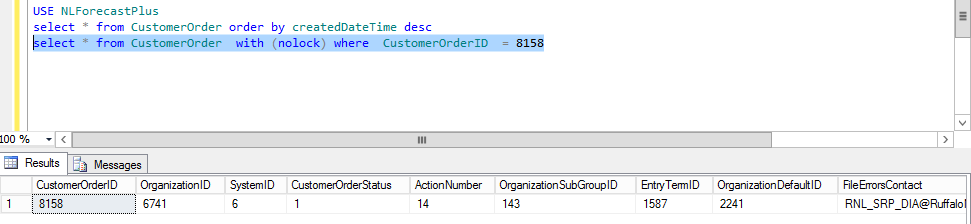 USE NLForecastPlus
select * from CustomerOrder order by createdDateTime desc
select * from CustomerOrder with (nolock) where CustomerOrderID = 8158
100 %
Results Messages
CustomerOrderID OrganizationID SystemID CustomerOrderStatus ActionNumber OrganizationSubGroupID EntryTermID OrganizationDefaultID FileErrorsContact
1 8158 6741 6 1 14 143 1587 2241 RNL_SRP_DIA@Ruffalo